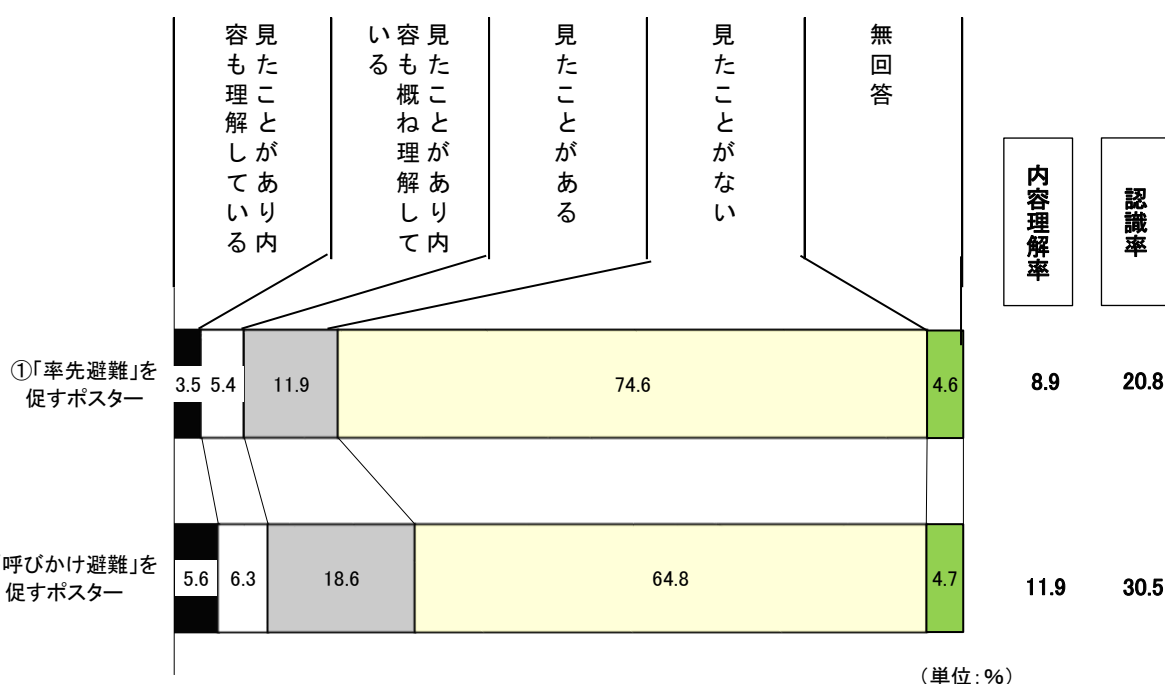 見たことがあり内
容も理解している
見たことがあり内
容も概ね理解して
いる
見たことがある
見たことがない
無回答
内容理解率
認識率
①「率先避難」を
促すポスター
3.5 5.4 11.9 74.6 4.6 8.9 20.8
呼びかけ避難」を
促すポスター
5.6 6.3 18.6 64.8 4.7 11.9 30.5
（単位:%）